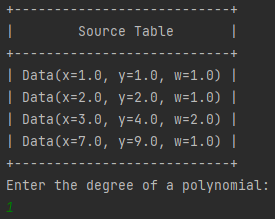 +---------------------------+
|        Source Table       |
+---------------------------+
| Data(x=1.0, y=1.0, w=1.0) |
| Data(x=2.0, y=2.0, w=1.0) |
| Data(x=3.0, y=4.0, w=2.0) |
| Data(x=7.0, y=9.0, w=1.0) |
+---------------------------+
Enter the degree of a polynomial:
1